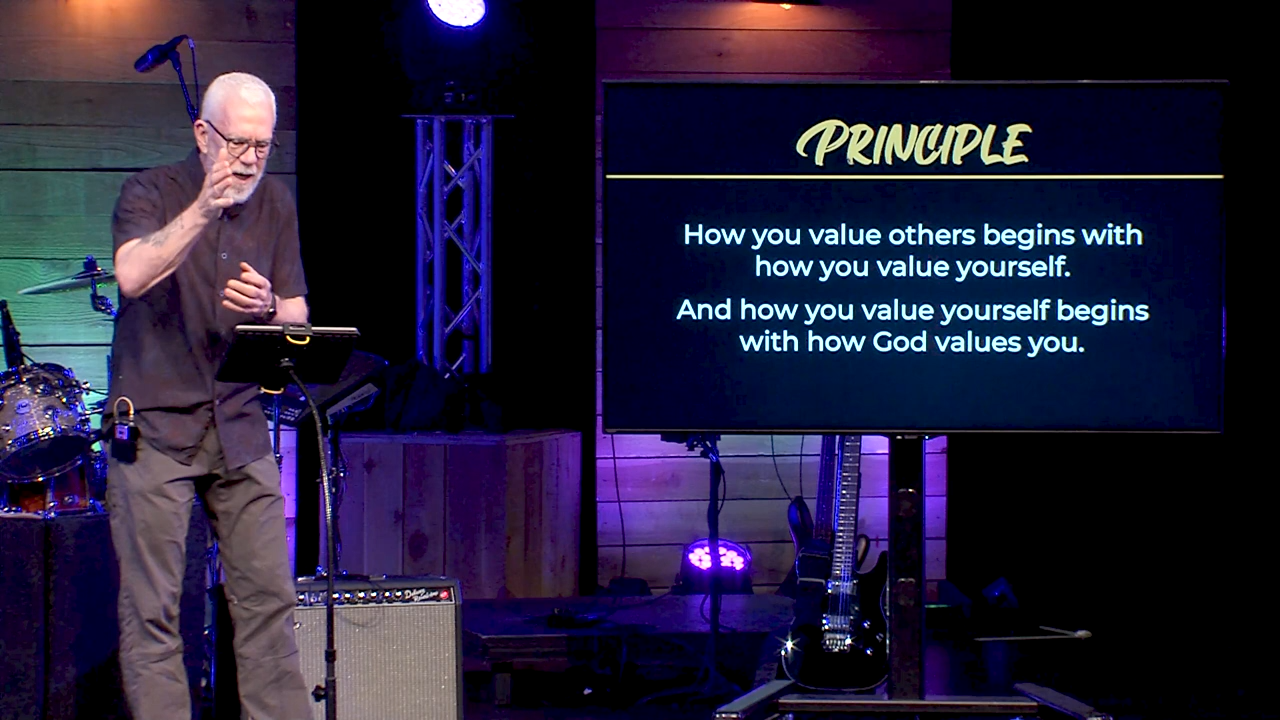 PRINCIPLE
How you value others begins with
how you value yourself.
And how you value yourself begins
with how God values you.